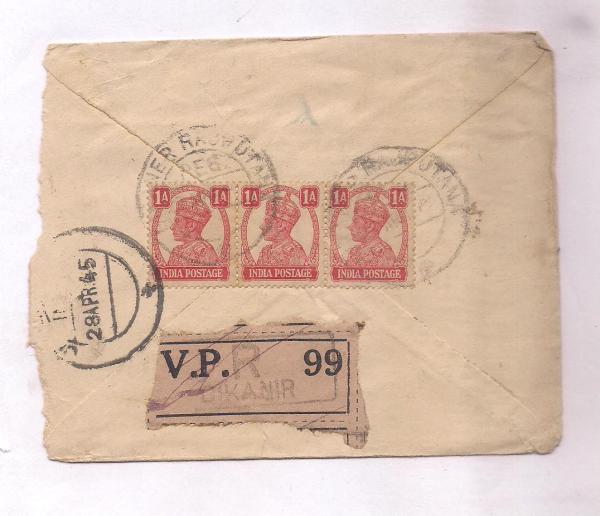 1A 1A
1A 1A
1A 1A
INDIA POSTAGE
INDIA POSTAGE
INDIA POSTAGE
28 APR. 45
V.P. 99
R
BIKANIR